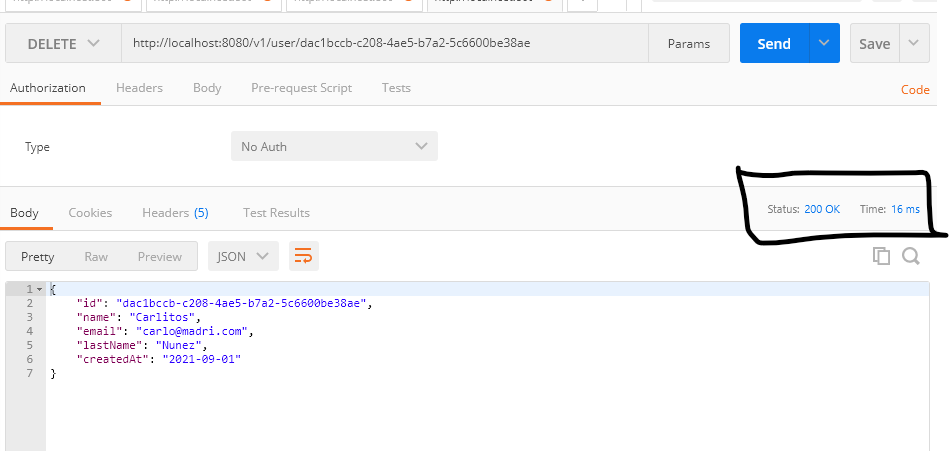 DELETE http://localhost:8080/v1/user/dac1bccb-c208-4ae5-b7a2-5c6600be38ae Params Send Save
Authorization Headers Body Pre-request Script Tests Code
Type No Auth
Body Cookies Headers (5) Test Results Status: 200 OK Time: 16 ms
Pretty Raw Preview JSON
1 {
2 "id": "dac1bccb-c208-4ae5-b7a2-5c6600be38ae",
3 "name": "Carlitos",
4 "email": "carlo@madri.com",
5 "lastName": "Nunez",
6 "createdAt": "2021-09-01"
7 }